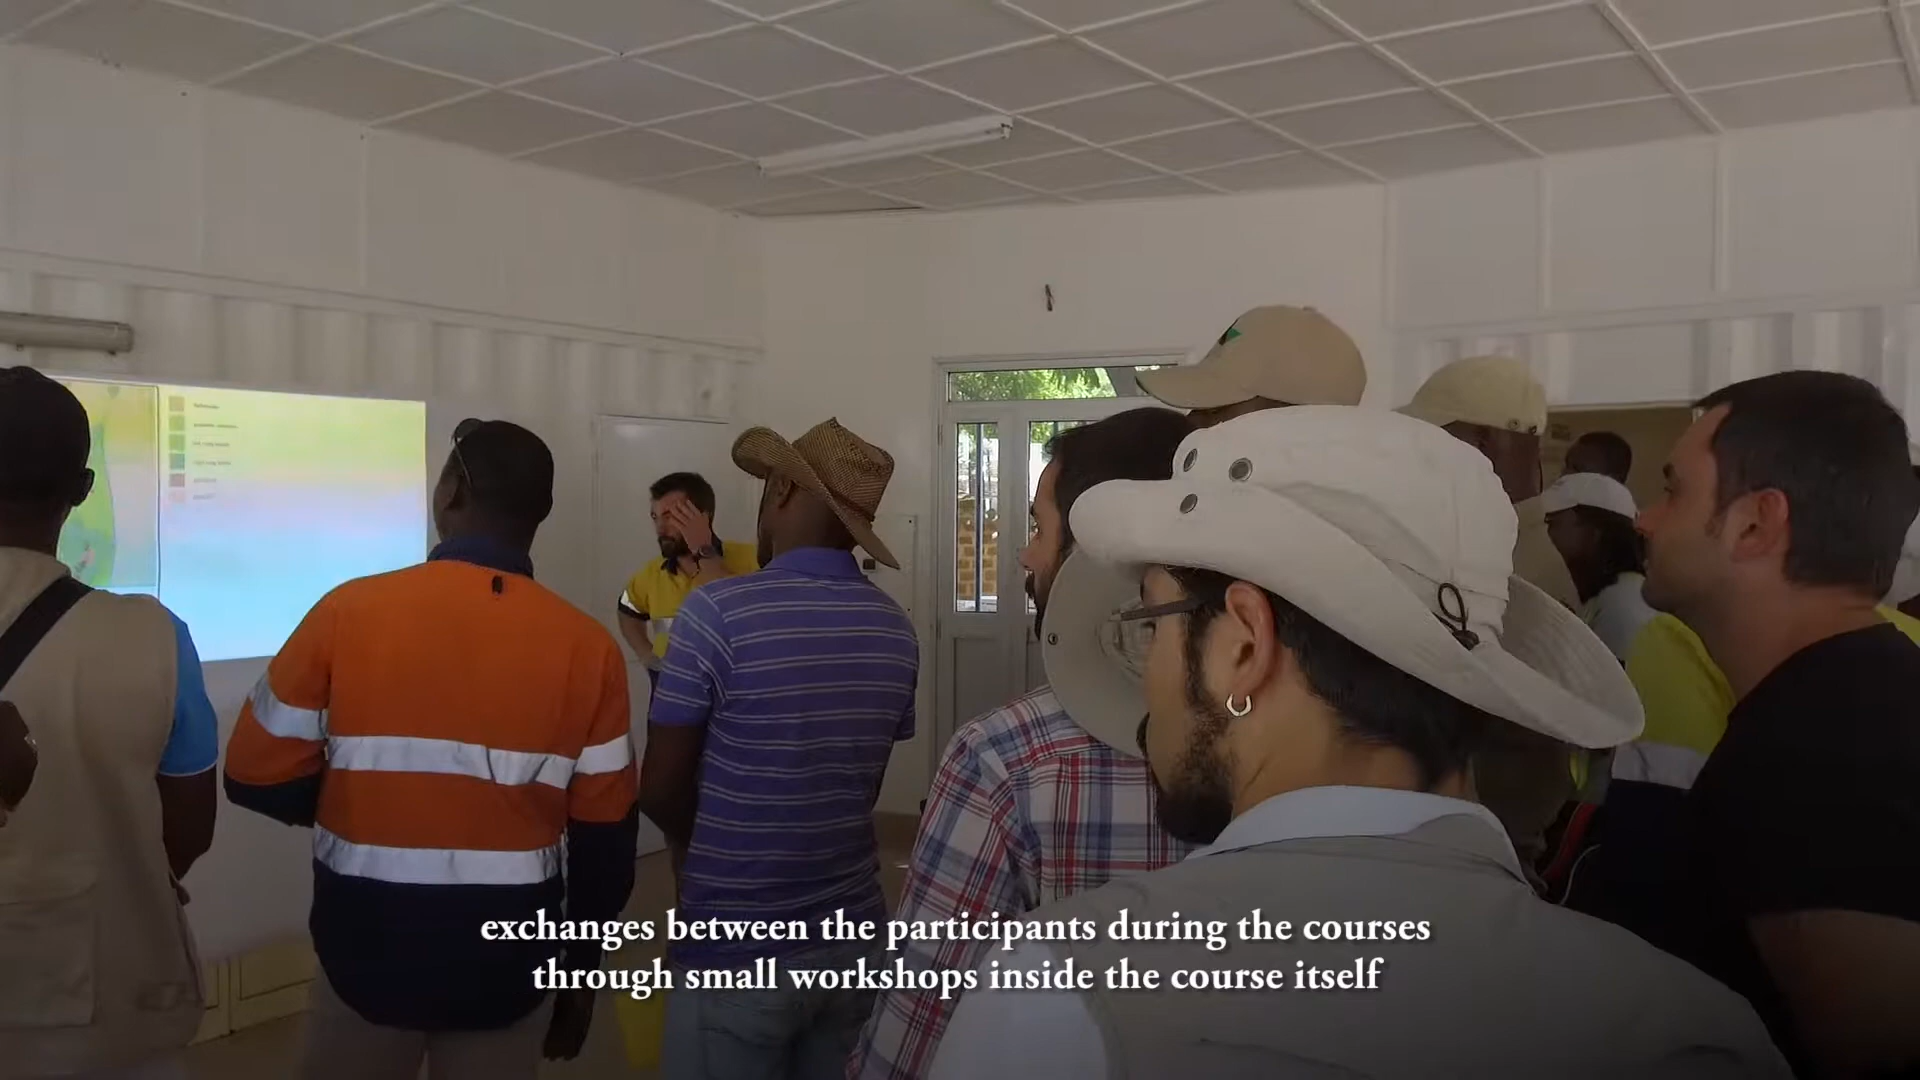 exchanges between the participants during the courses
through small workshops inside the course itself